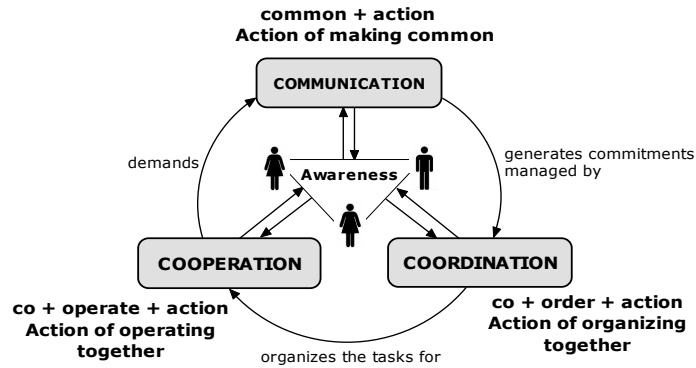 common + action
Action of making common
COMMUNICATION
demands
generates commitments
managed by
Awareness
COOPERATION
COORDINATION
co + operate + action
Action of operating
together
co + order + action
Action of organizing
together
organizes the tasks for